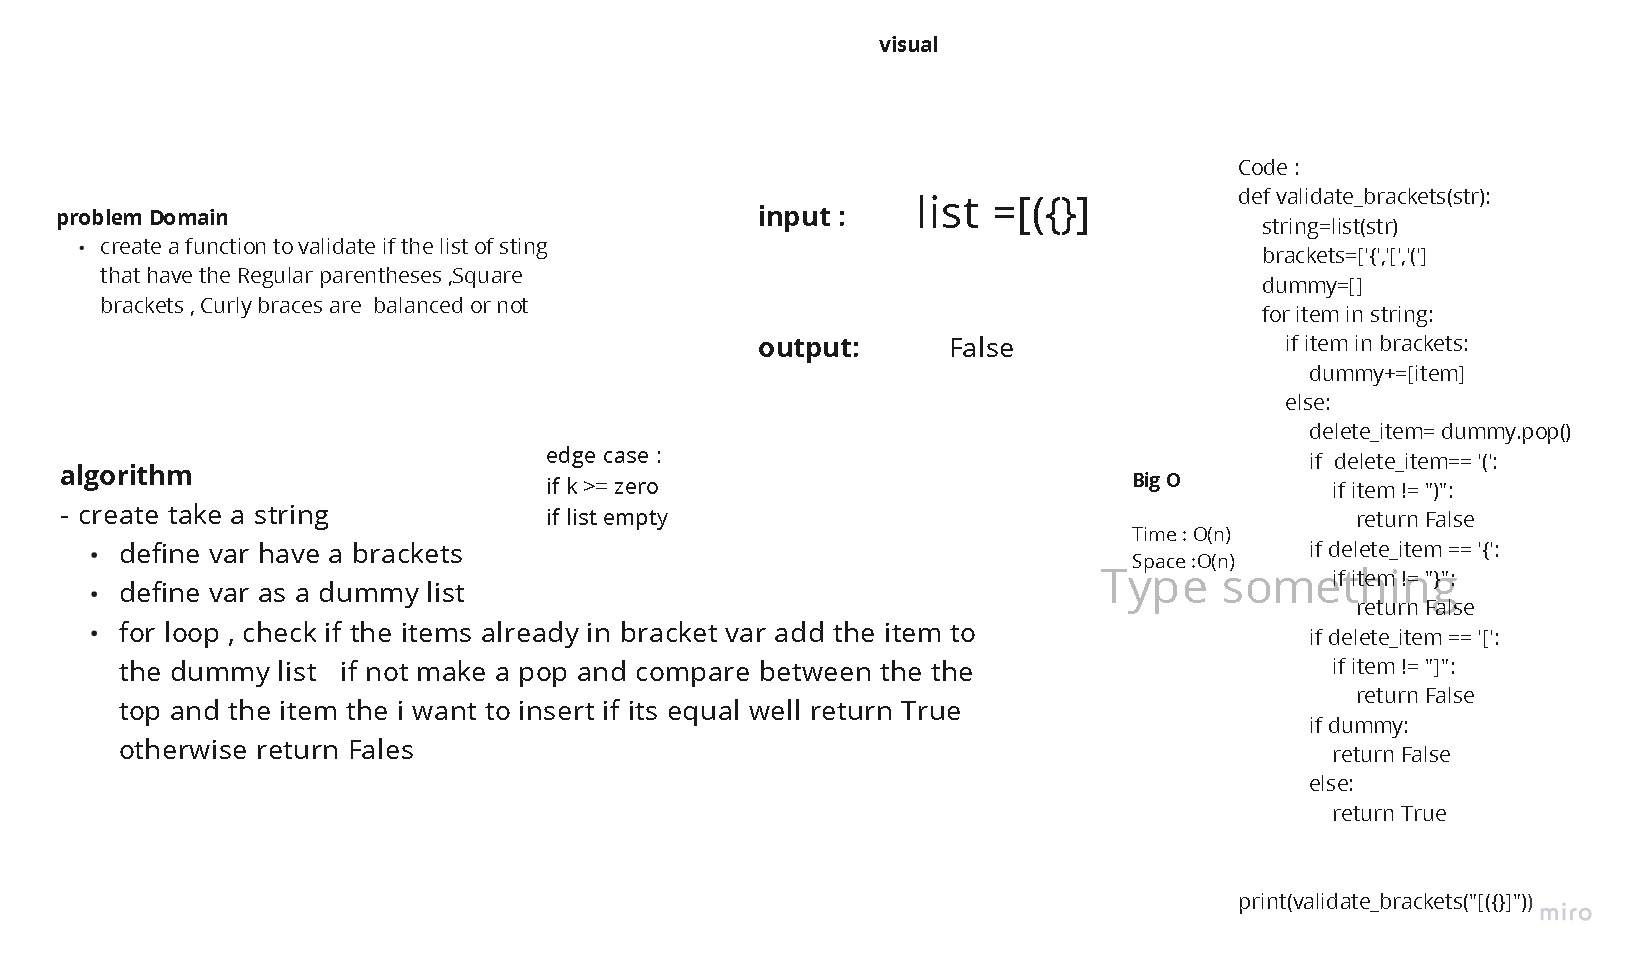 visual
problem Domain
• create a function to validate if the list of sting
that have the Regular parentheses ,Square
brackets , Curly braces are  balanced or not
input :
list =[({}]
output:
False
algorithm
- create take a string
• define var have a brackets
• define var as a dummy list
• for loop , check if the items already in bracket var add the item to
the dummy list   if not make a pop and compare between the the
top and the item the i want to insert if its equal well return True
otherwise return Fales
edge case :
if k >= zero
if list empty
Big O
Time : O(n)
Space :O(n)
Type something
Code :
def validate_brackets(str):
string=list(str)
brackets=['{','[','(']
dummy=[]
for item in string:
if item in brackets:
dummy+=[item]
else:
delete_item= dummy.pop()
if  delete_item== '(':
if item != ")":
return False
if delete_item == '{':
if item != "}":
return False
if delete_item == '[':
if item != "]":
return False
if dummy:
return False
else:
return True
print(validate_brackets("[({}]"))
miro